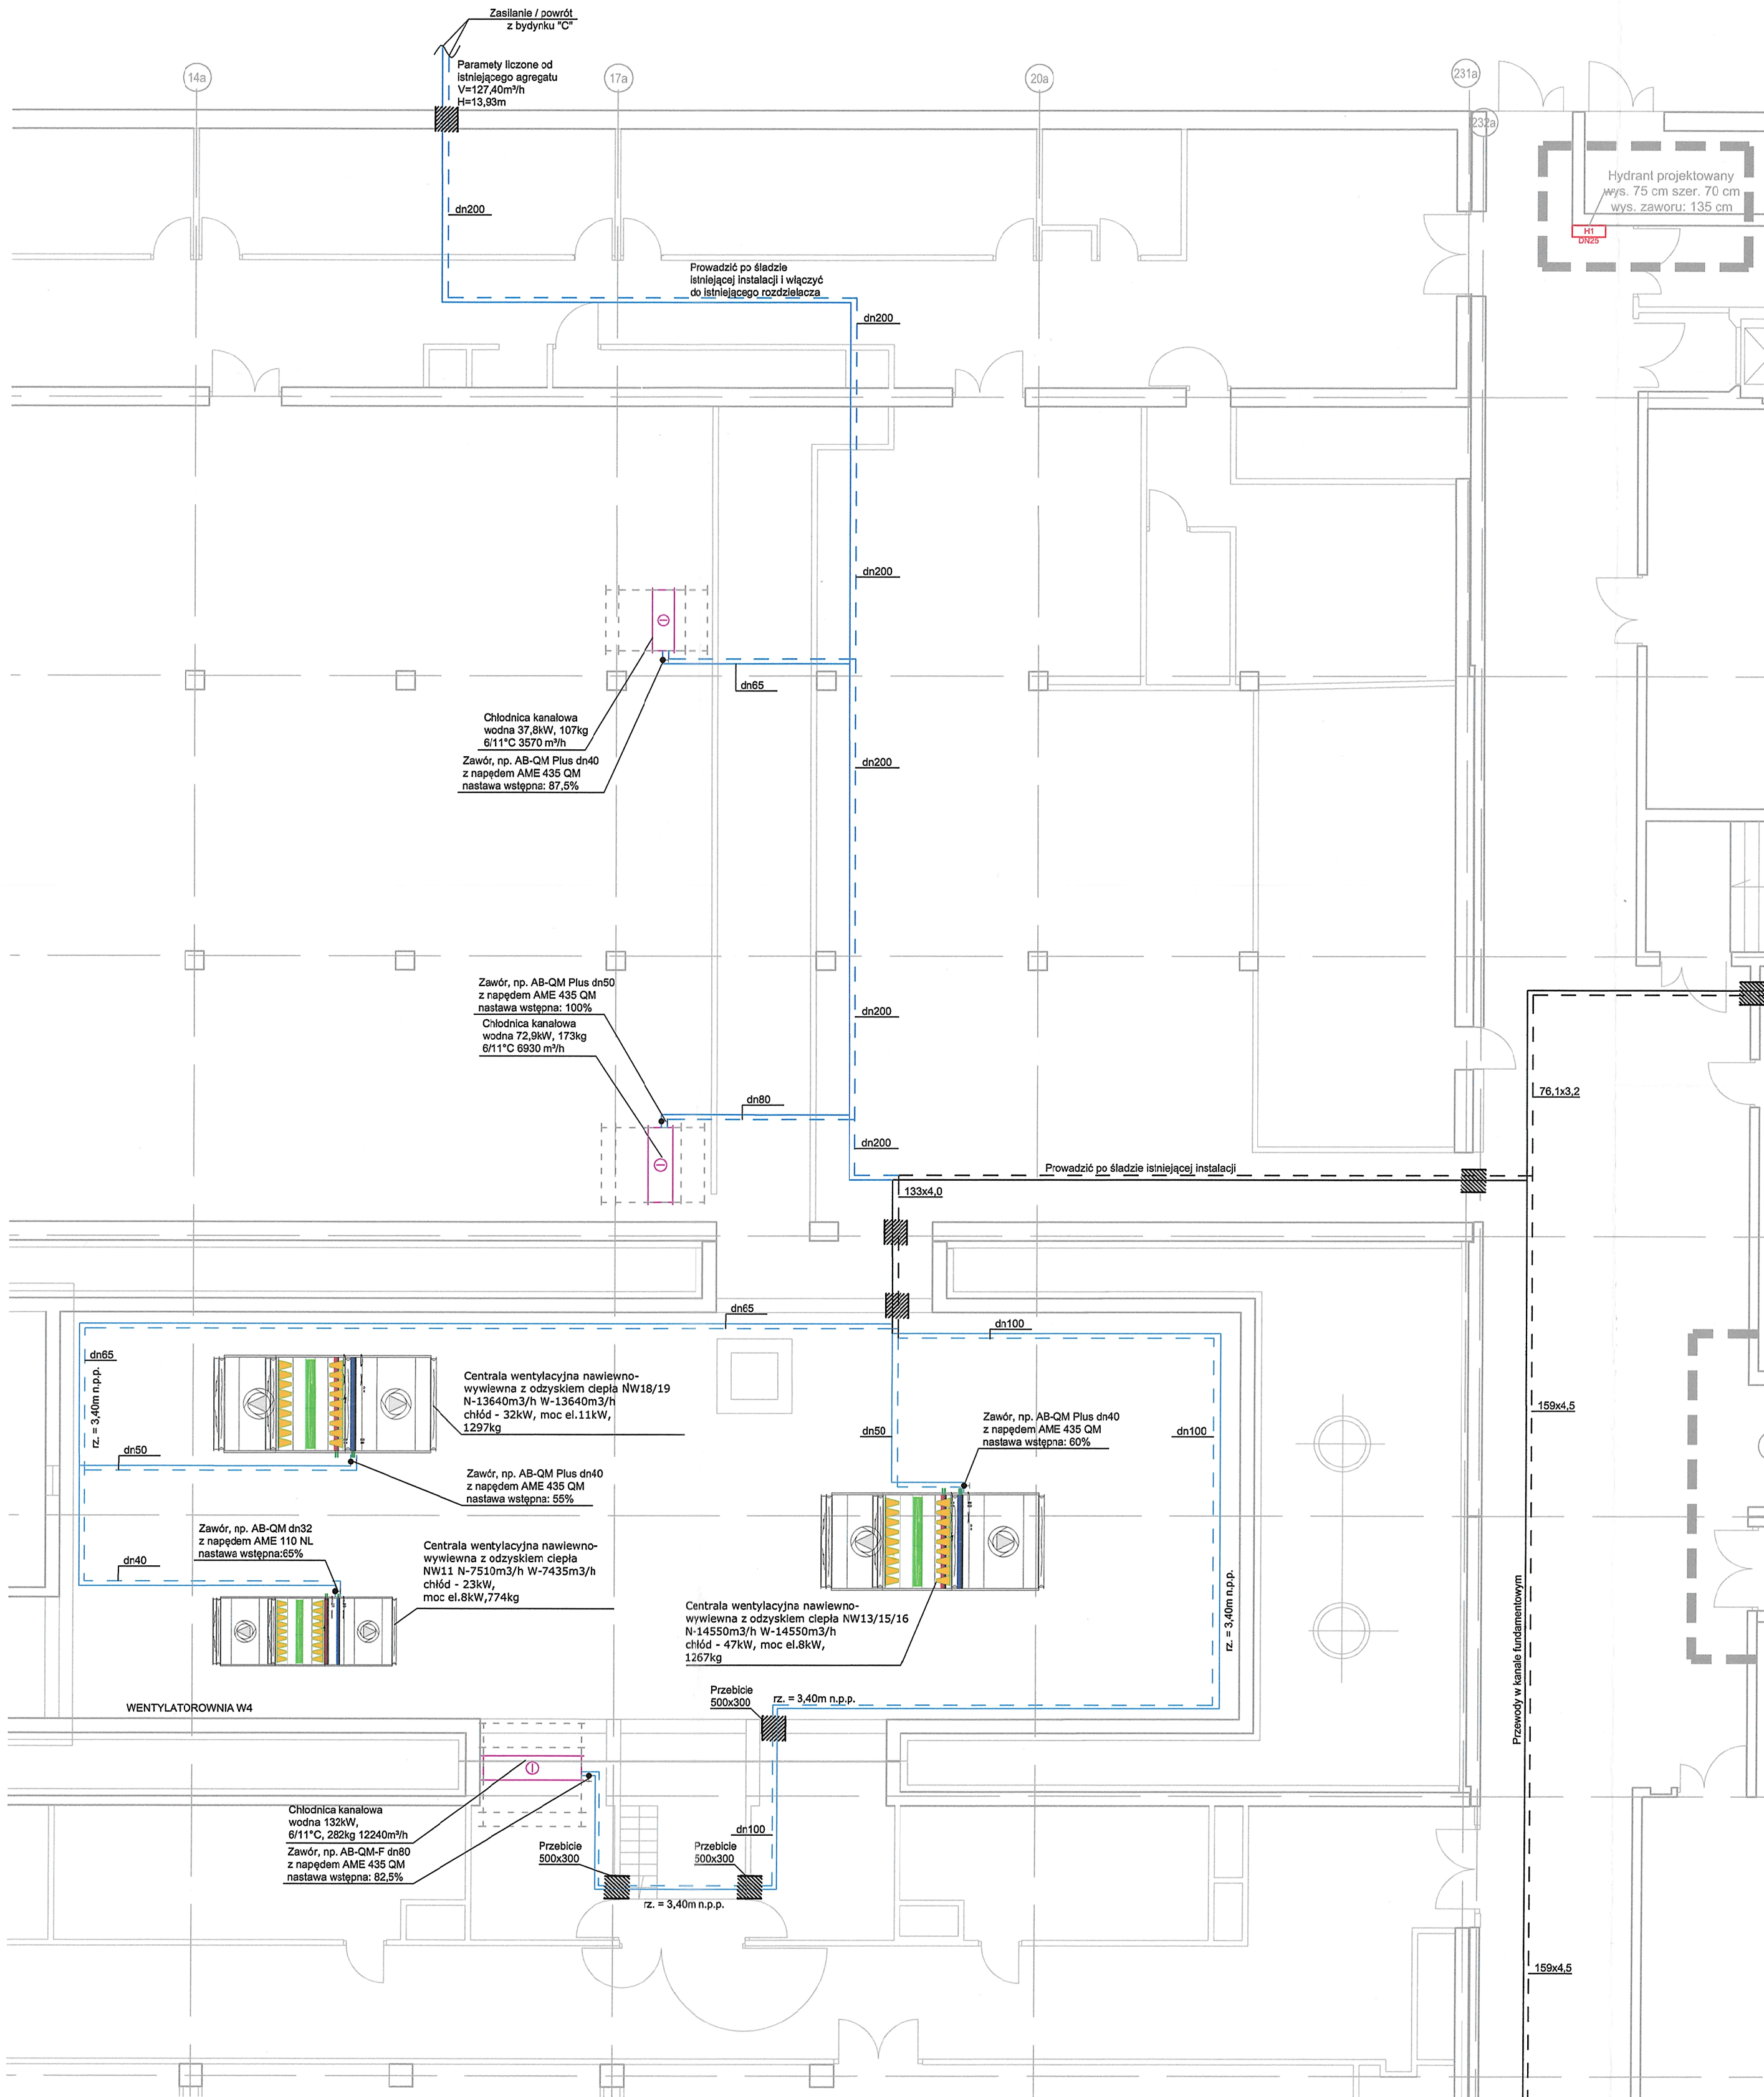 Zasilanie / powrót
z bydynku "C"
14a
Paramety liczone od
istniejącego agregatu
V=127,40m³/h
H=13,93m
17a
20a
231a
232a
Hydrant projektowany
wys. 75 cm szer. 70 cm
wys. zaworu: 135 cm
H1
DN25
dn200
Prowadzić po śladzie
istniejącej instalacji i włączyć
do istniejącego rozdzielacza
dn200
dn200
dn65
Chłodnica kanałowa
wodna 37,8kW, 107kg
6/11°C 3570 m³/h
Zawór, np. AB-QM Plus dn40
z napędem AME 435 QM
nastawa wstępna: 87,5%
dn200
Zawór, np. AB-QM Plus dn50
z napędem AME 435 QM
nastawa wstępna: 100%
Chłodnica kanałowa
wodna 72,9kW, 173kg
6/11°C 6930 m³/h
dn200
dn80
dn200
76,1x3,2
Prowadzić po śladzie istniejącej instalacji
133x4,0
dn65
dn100
dn65
rz. = 3,40m n.p.p.
Centrala wentylacyjna nawiewno-
wywiewna z odzyskiem ciepła NW18/19
N-13640m3/h W-13640m3/h
chłód - 32kW, moc el.11kW,
1297kg
159x4,5
Zawór, np. AB-QM Plus dn40
z napędem AME 435 QM
nastawa wstępna: 60%
dn50
dn100
dn50
Zawór, np. AB-QM Plus dn40
z napędem AME 435 QM
nastawa wstępna: 55%
Zawór, np. AB-QM dn32
z napędem AME 110 NL
nastawa wstępna:65%
dn40
Centrala wentylacyjna nawiewno-
wywiewna z odzyskiem ciepła
NW11 N-7510m3/h W-7435m3/h
chłód - 23kW,
moc el.8kW,774kg
Centrala wentylacyjna nawiewno-
wywiewna z odzyskiem ciepła NW13/15/16
N-14550m3/h W-14550m3/h
chłód - 47kW, moc el.8kW,
1267kg
rz. = 3,40m n.p.p.
Przewody w kanale fundamentowym
Przebicie
500x300
rz. = 3,40m n.p.p.
WENTYLATOROWNIA W4
Chłodnica kanałowa
wodna 132kW,
6/11°C, 282kg 12240m³/h
Zawór, np. AB-QM-F dn80
z napędem AME 435 QM
nastawa wstępna: 82,5%
dn100
Przebicie
500x300
Przebicie
500x300
rz. = 3,40m n.p.p.
159x4,5